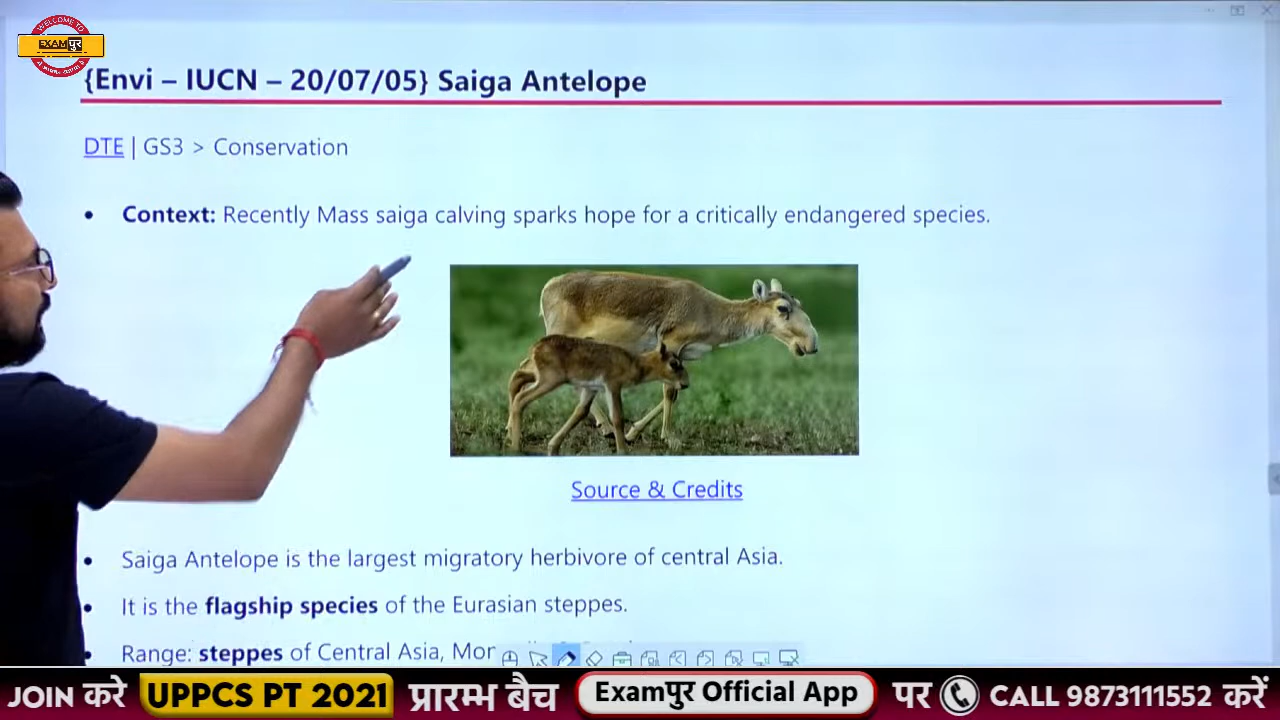 WELCOME TO
EXAMपुर
{Envi – IUCN – 20/07/05} Saiga Antelope
DTE | GS3 > Conservation
• Context: Recently Mass saiga calving sparks hope for a critically endangered species.
Source & Credits
• Saiga Antelope is the largest migratory herbivore of central Asia.
• It is the flagship species of the Eurasian steppes.
• Range: steppes of Central Asia,
JOIN करे UPPCS PT 2021 प्रारम्भ बैच Examपुर Official App पर CALL 9873111552 करें